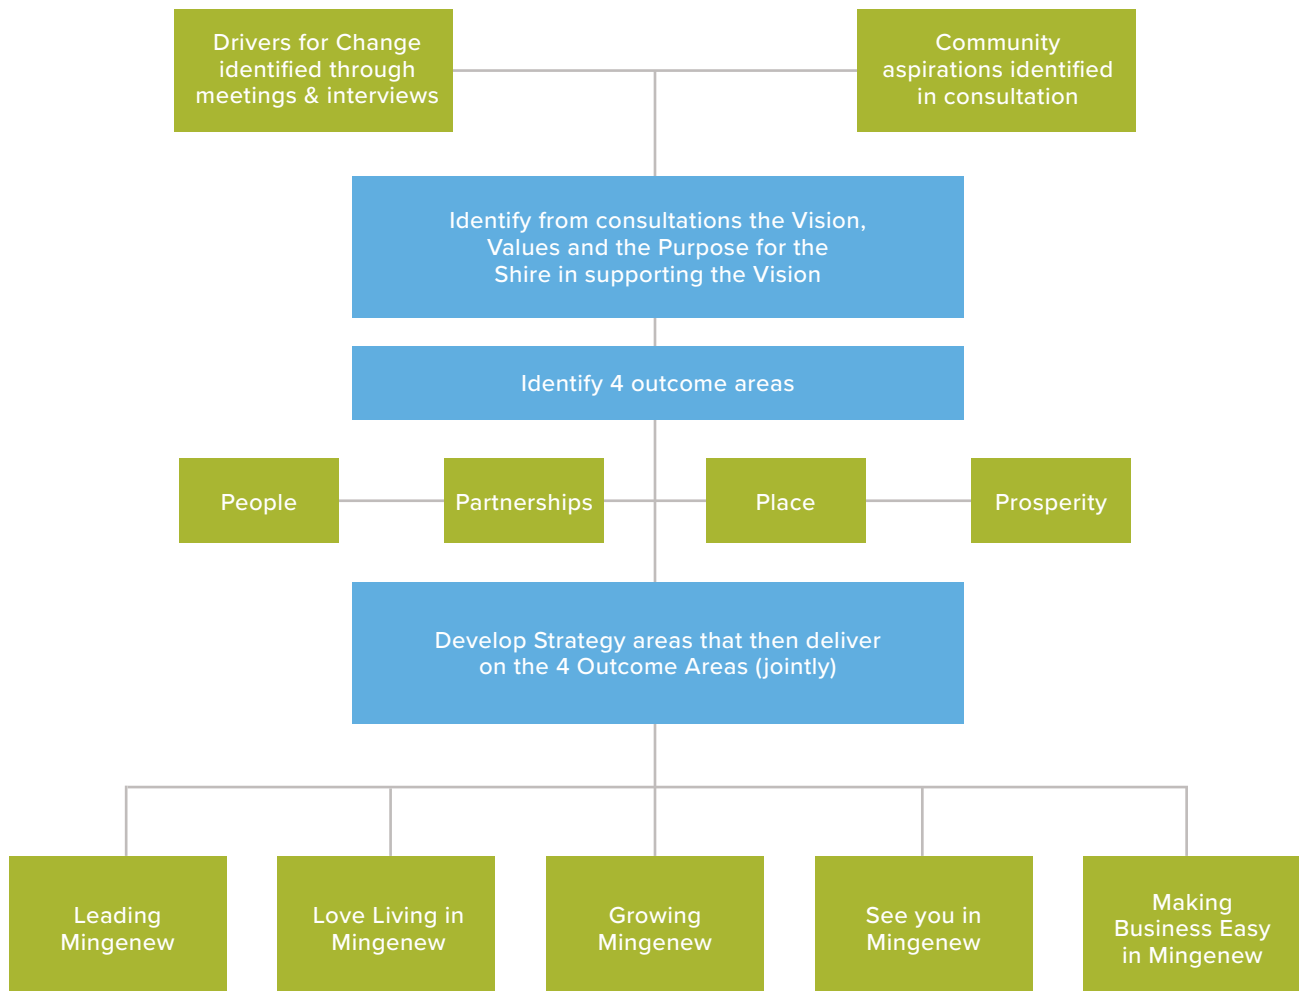 Drivers for Change
identified through
meetings & interviews
Community
aspirations identified
in consultation
Identify from consultations the Vision,
Values and the Purpose for the
Shire in supporting the Vision
Identify 4 outcome areas
People
Partnerships
Place
Prosperity
Develop Strategy areas that then deliver
on the 4 Outcome Areas (jointly)
Leading
Mingenew
Love Living in
Mingenew
Growing
Mingenew
See you in
Mingenew
Making
Business Easy
in Mingenew